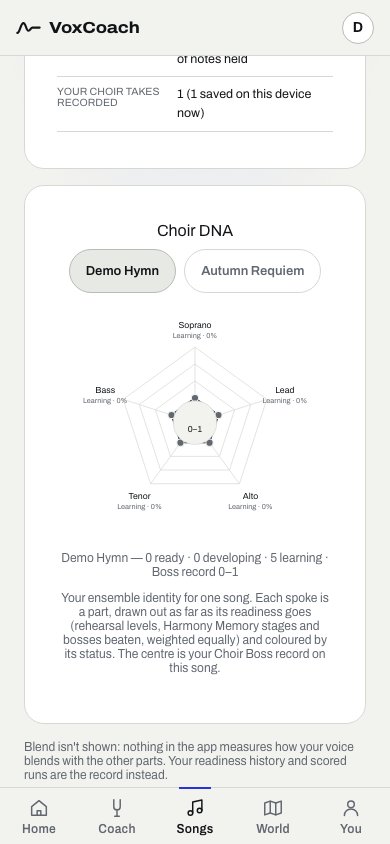 VoxCoach
D
of notes held
YOUR CHOIR TAKES
RECORDED
1 (1 saved on this device
now)
Choir DNA
Demo Hymn
Autumn Requiem
Soprano
Learning · 0%
Bass
Learning · 0%
Lead
Learning · 0%
0–1
Tenor
Learning · 0%
Alto
Learning · 0%
Demo Hymn — 0 ready · 0 developing · 5 learning ·
Boss record 0–1
Your ensemble identity for one song. Each spoke is
a part, drawn out as far as its readiness goes
(rehearsal levels, Harmony Memory stages and
bosses beaten, weighted equally) and coloured by
its status. The centre is your Choir Boss record on
this song.
Blend isn't shown: nothing in the app measures how your voice
blends with the other parts. Your readiness history and scored
runs are the record instead.
Home
Coach
Songs
World
You